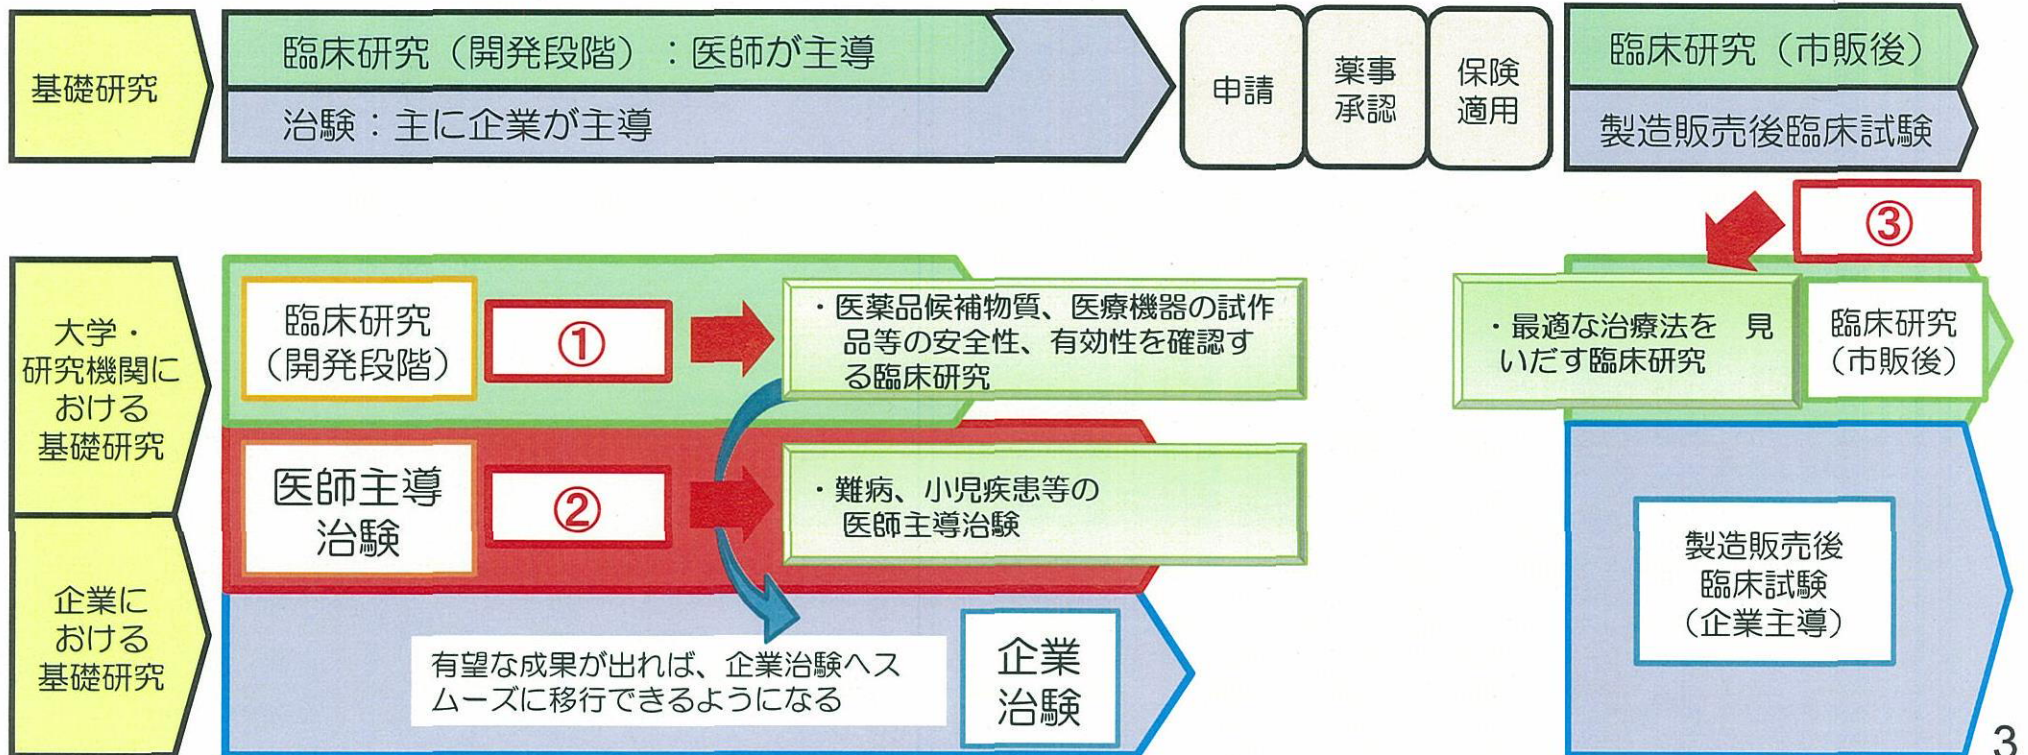 基礎研究
臨床研究（開発段階）：医師が主導
治験：主に企業が主導
申請
薬事
承認
保険
適用
臨床研究（市販後）
製造販売後臨床試験
③
大学・
研究機関に
おける
基礎研究
臨床研究
（開発段階）
①
・医薬品候補物質、医療機器の試作
品等の安全性、有効性を確認す
る臨床研究
・最適な治療法を 見
いだす臨床研究
臨床研究
（市販後）
医師主導
治験
②
・難病、小児疾患等の
医師主導治験
企業に
おける
基礎研究
有望な成果が出れば、企業治験へス
ムーズに移行できるようになる
企業
治験
製造販売後
臨床試験
（企業主導）
3